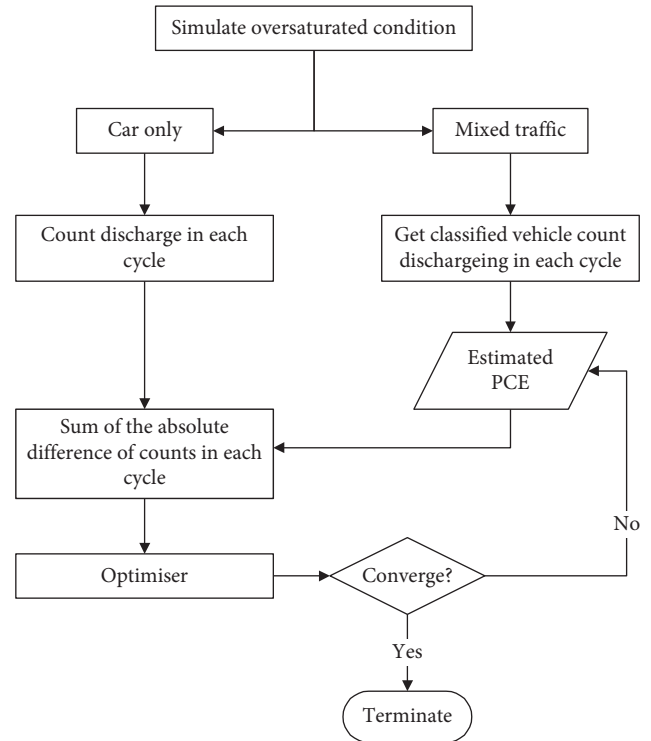 Simulate oversaturated condition
Car only
Mixed traffic
Count discharge in each
cycle
Get classified vehicle count
dischargeing in each cycle
Estimated
PCE
Sum of the absolute
difference of counts in each
cycle
No
Optimiser
Converge?
Yes
Terminate